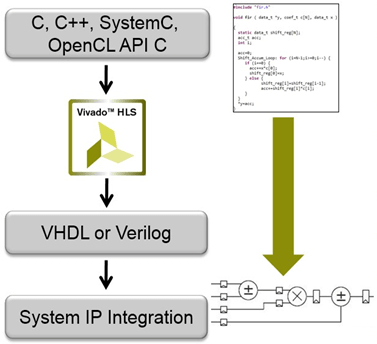 C, C++, SystemC,
OpenCL API C
Vivado™ HLS
VHDL or Verilog
System IP Integration
#include "fir.h"
void fir ( data_t *y, coef_t c[N], data_t x )
{
static data_t shift_reg[N];
acc_t acc;
int i;
acc=0;
Shift_Accum_Loop: for (i=N-1;i>=0;i--) {
if (i==0) {
acc+=x*c[0];
shift_reg[0]=x;
} else {
shift_reg[i]=shift_reg[i-1];
acc+=shift_reg[i]*c[i];
}
}
*y=acc;
}
±
×
±